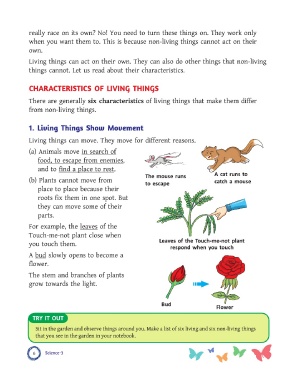 really race on its own? No! You need to turn these things on. They work only
when you want them to. This is because non-living things cannot act on their
own.
Living things can act on their own. They can also do other things that non-living
things cannot. Let us read about their characteristics.
CHARACTERISTICS OF LIVING THINGS
There are generally six characteristics of living things that make them differ
from non-living things.
1. Living Things Show Movement
Living things can move. They move for different reasons.
(a) Animals move in search of
food, to escape from enemies,
and to find a place to rest.
(b) Plants cannot move from
place to place because their
roots fix them in one spot. But
they can move some of their
parts.
For example, the leaves of the
Touch-me-not plant close when
you touch them.
A bud slowly opens to become a
flower.
The stem and branches of plants
grow towards the light.
The mouse runs
to escape
A cat runs to
catch a mouse
Leaves of the Touch-me-not plant
respond when you touch
Bud
Flower
TRY IT OUT
Sit in the garden and observe things around you. Make a list of six living and six non-living things
that you see in the garden in your notebook.
Science-3